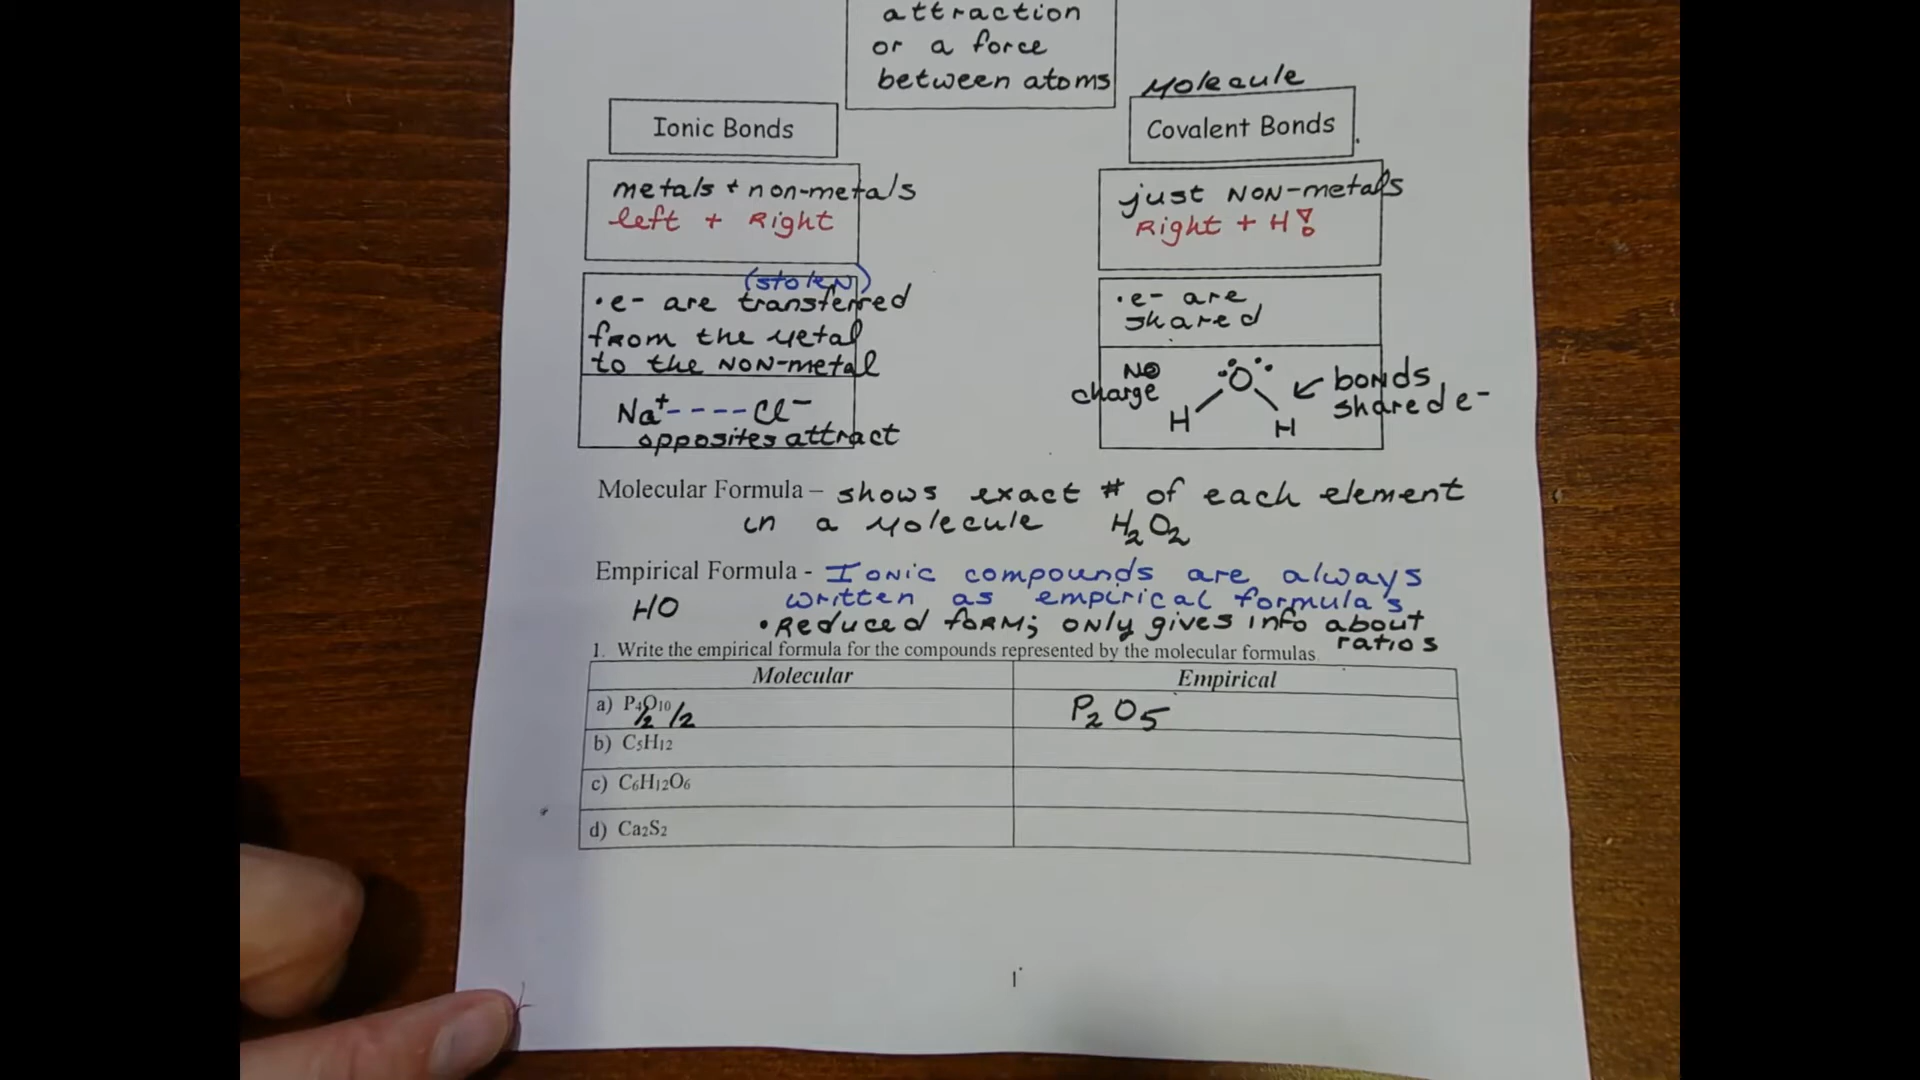 attraction
or a force
between atoms
Molecule
Ionic Bonds
Covalent Bonds
metals + non-metals
left + Right
just NON-metals
Right + H!
(stolen)
•e- are transferred
from the metal
to the NON-metal
•e- are
shared
Na⁺----Cl⁻
opposites attract
No
charge
O
H
H
bonds
shared e-
Molecular Formula – shows exact # of each element
in a molecule H₂O₂
Empirical Formula - Ionic compounds are always
written as empirical formula's
HO
•Reduced form; only gives info about
ratios
1. Write the empirical formula for the compounds represented by the molecular formulas.
Molecular
Empirical
a) P₄O₁₀
/2 /2
P₂O₅
b) C₅H₁₂
c) C₆H₁₂O₆
d) Ca₂S₂
1